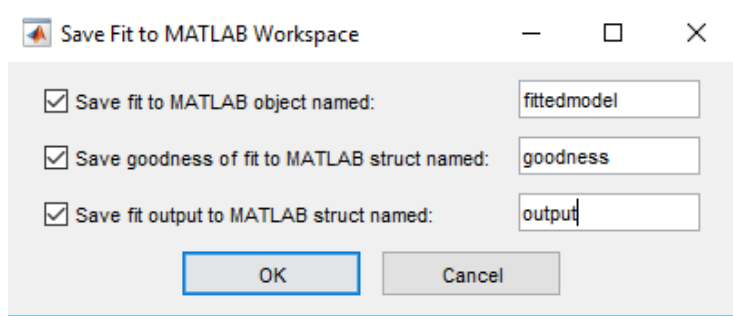 Save Fit to MATLAB Workspace
Save fit to MATLAB object named: fittedmodel
Save goodness of fit to MATLAB struct named: goodness
Save fit output to MATLAB struct named: output
OK Cancel